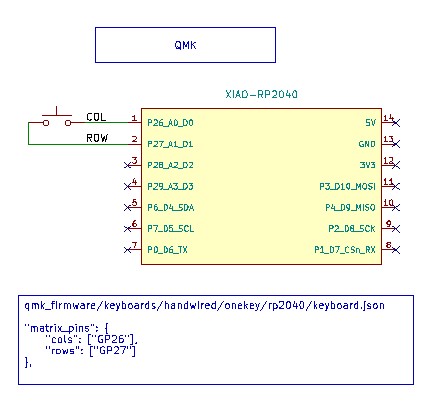 QMK
XIAO-RP2040
COL
ROW
1 P26_A0_D0 5V 14
2 P27_A1_D1 GND 13
3 P28_A2_D2 3V3 12
4 P29_A3_D3 P3_D10_MOSI 11
5 P6_D4_SDA P4_D9_MISO 10
6 P7_D5_SCL P2_D8_SCK 9
7 P0_D6_TX P1_D7_CSn_RX 8
qmk_firmware/keyboards/handwired/onekey/rp2040/keyboard.json
"matrix_pins": {
"cols": ["GP26"],
"rows": ["GP27"]
},